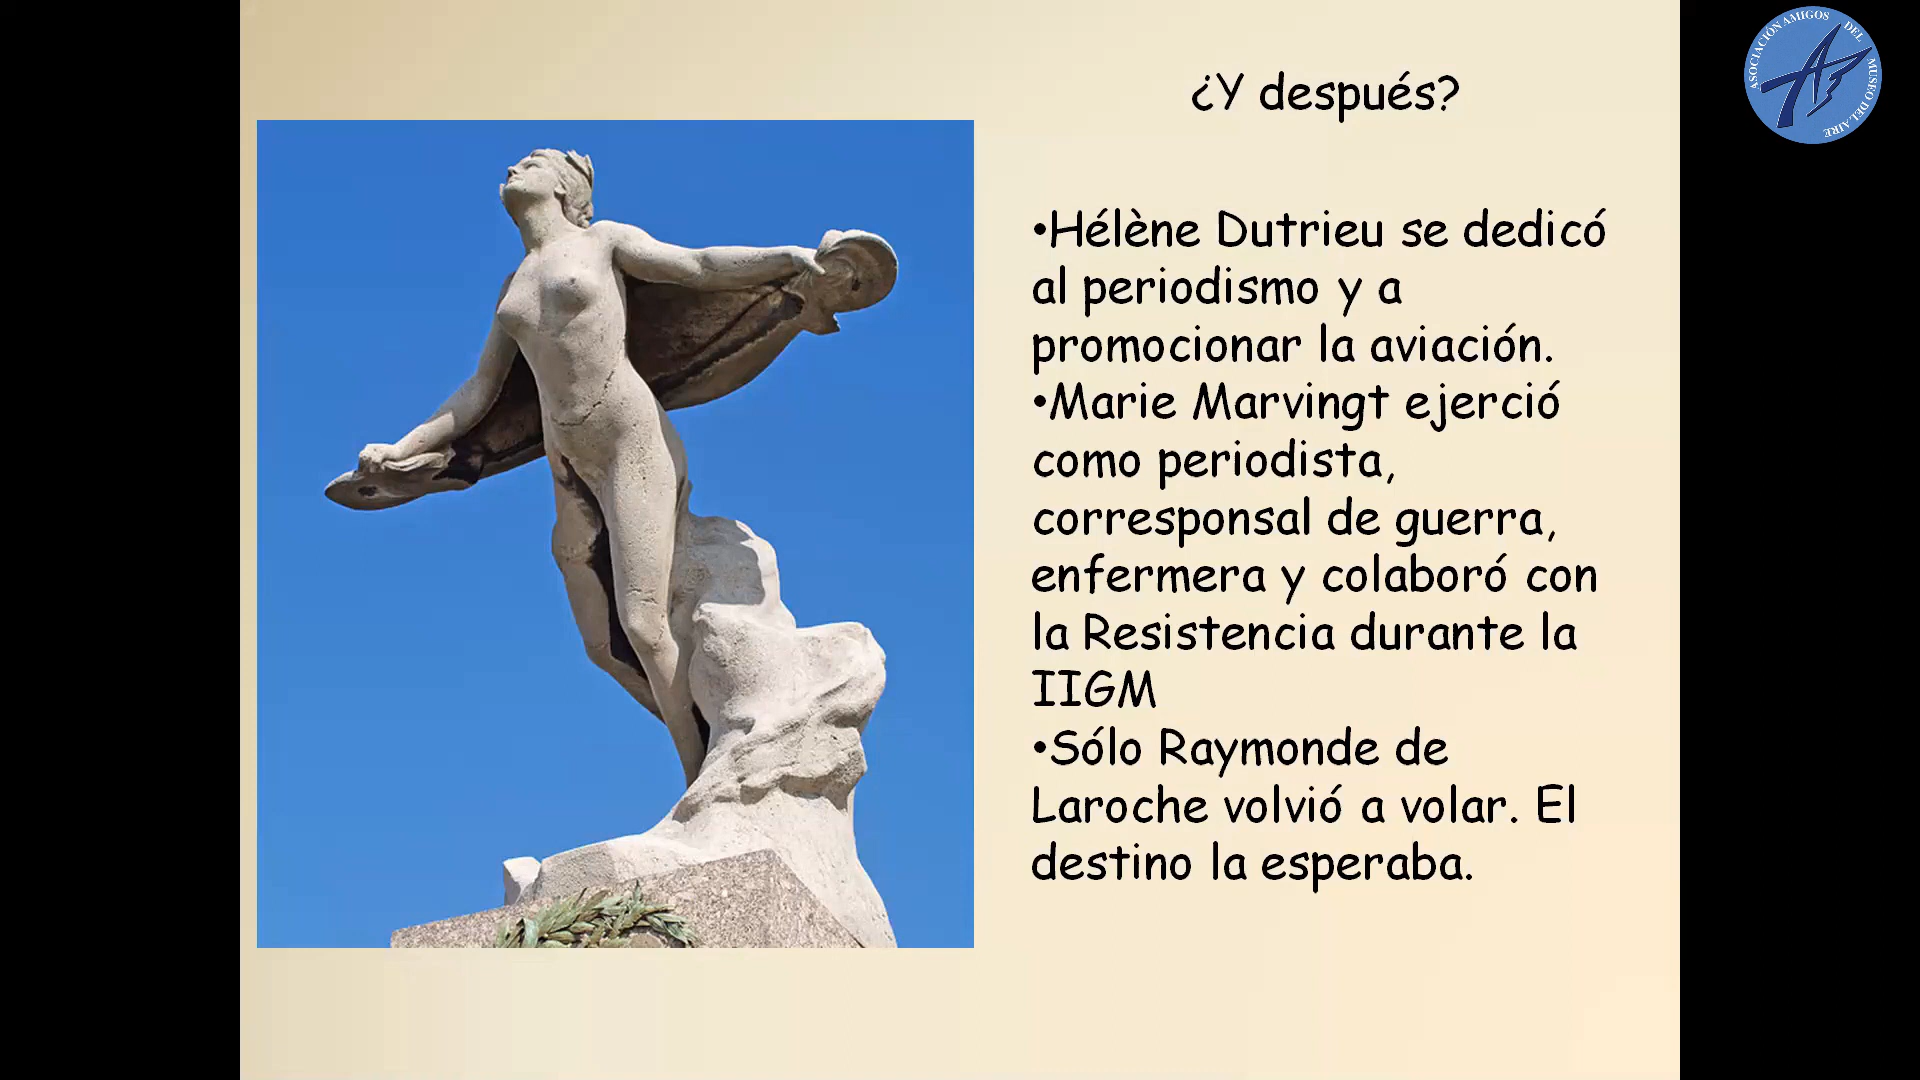 ¿Y después?
•Hélène Dutrieu se dedicó
al periodismo y a
promocionar la aviación.
•Marie Marvingt ejerció
como periodista,
corresponsal de guerra,
enfermera y colaboró con
la Resistencia durante la
IIGM
•Sólo Raymonde de
Laroche volvió a volar. El
destino la esperaba.
ASOCIACIÓN AMIGOS DEL MUSEO DEL AIRE